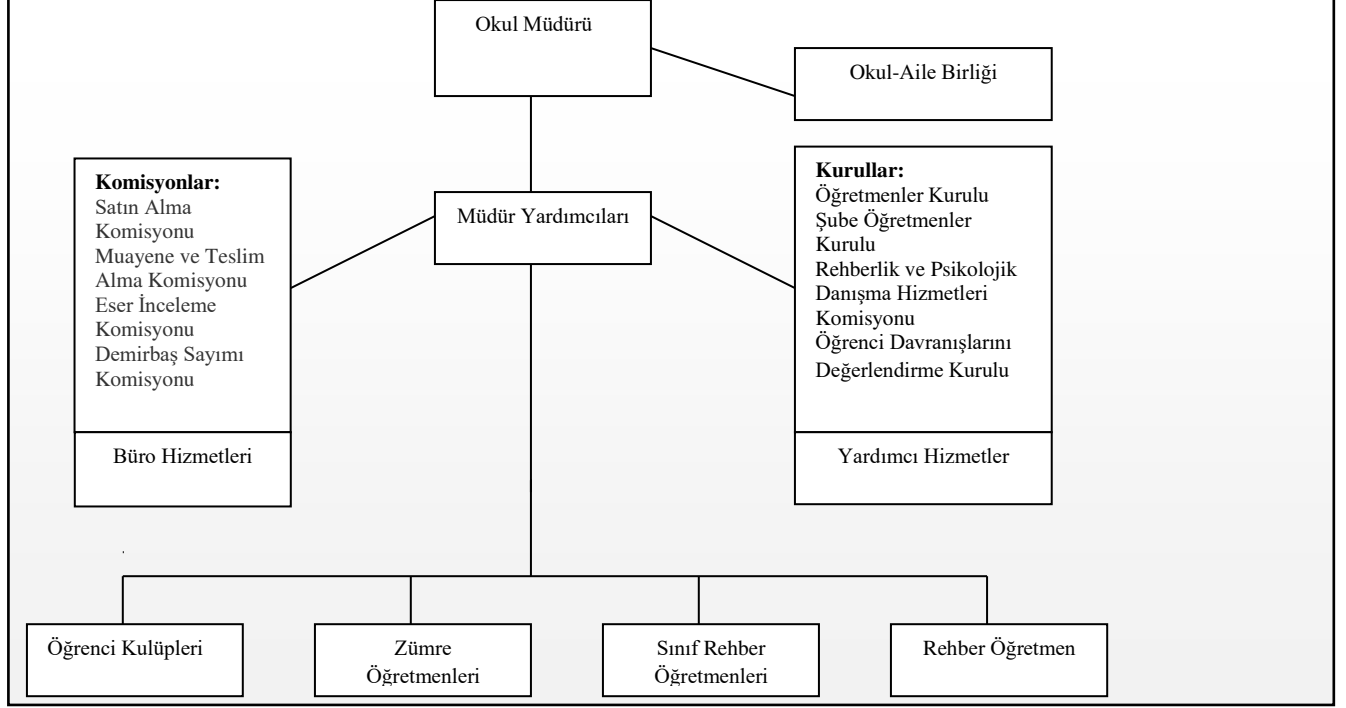 Okul Müdürü
Okul-Aile Birliği
Komisyonlar:
Satın Alma
Komisyonu
Muayene ve Teslim
Alma Komisyonu
Eser İnceleme
Komisyonu
Demirbaş Sayımı
Komisyonu
Müdür Yardımcıları
Kurullar:
Öğretmenler Kurulu
Şube Öğretmenler
Kurulu
Rehberlik ve Psikolojik
Danışma Hizmetleri
Komisyonu
Öğrenci Davranışlarını
Değerlendirme Kurulu
Büro Hizmetleri
Yardımcı Hizmetler
Öğrenci Kulüpleri
Zümre
Öğretmenleri
Sınıf Rehber
Öğretmenleri
Rehber Öğretmen